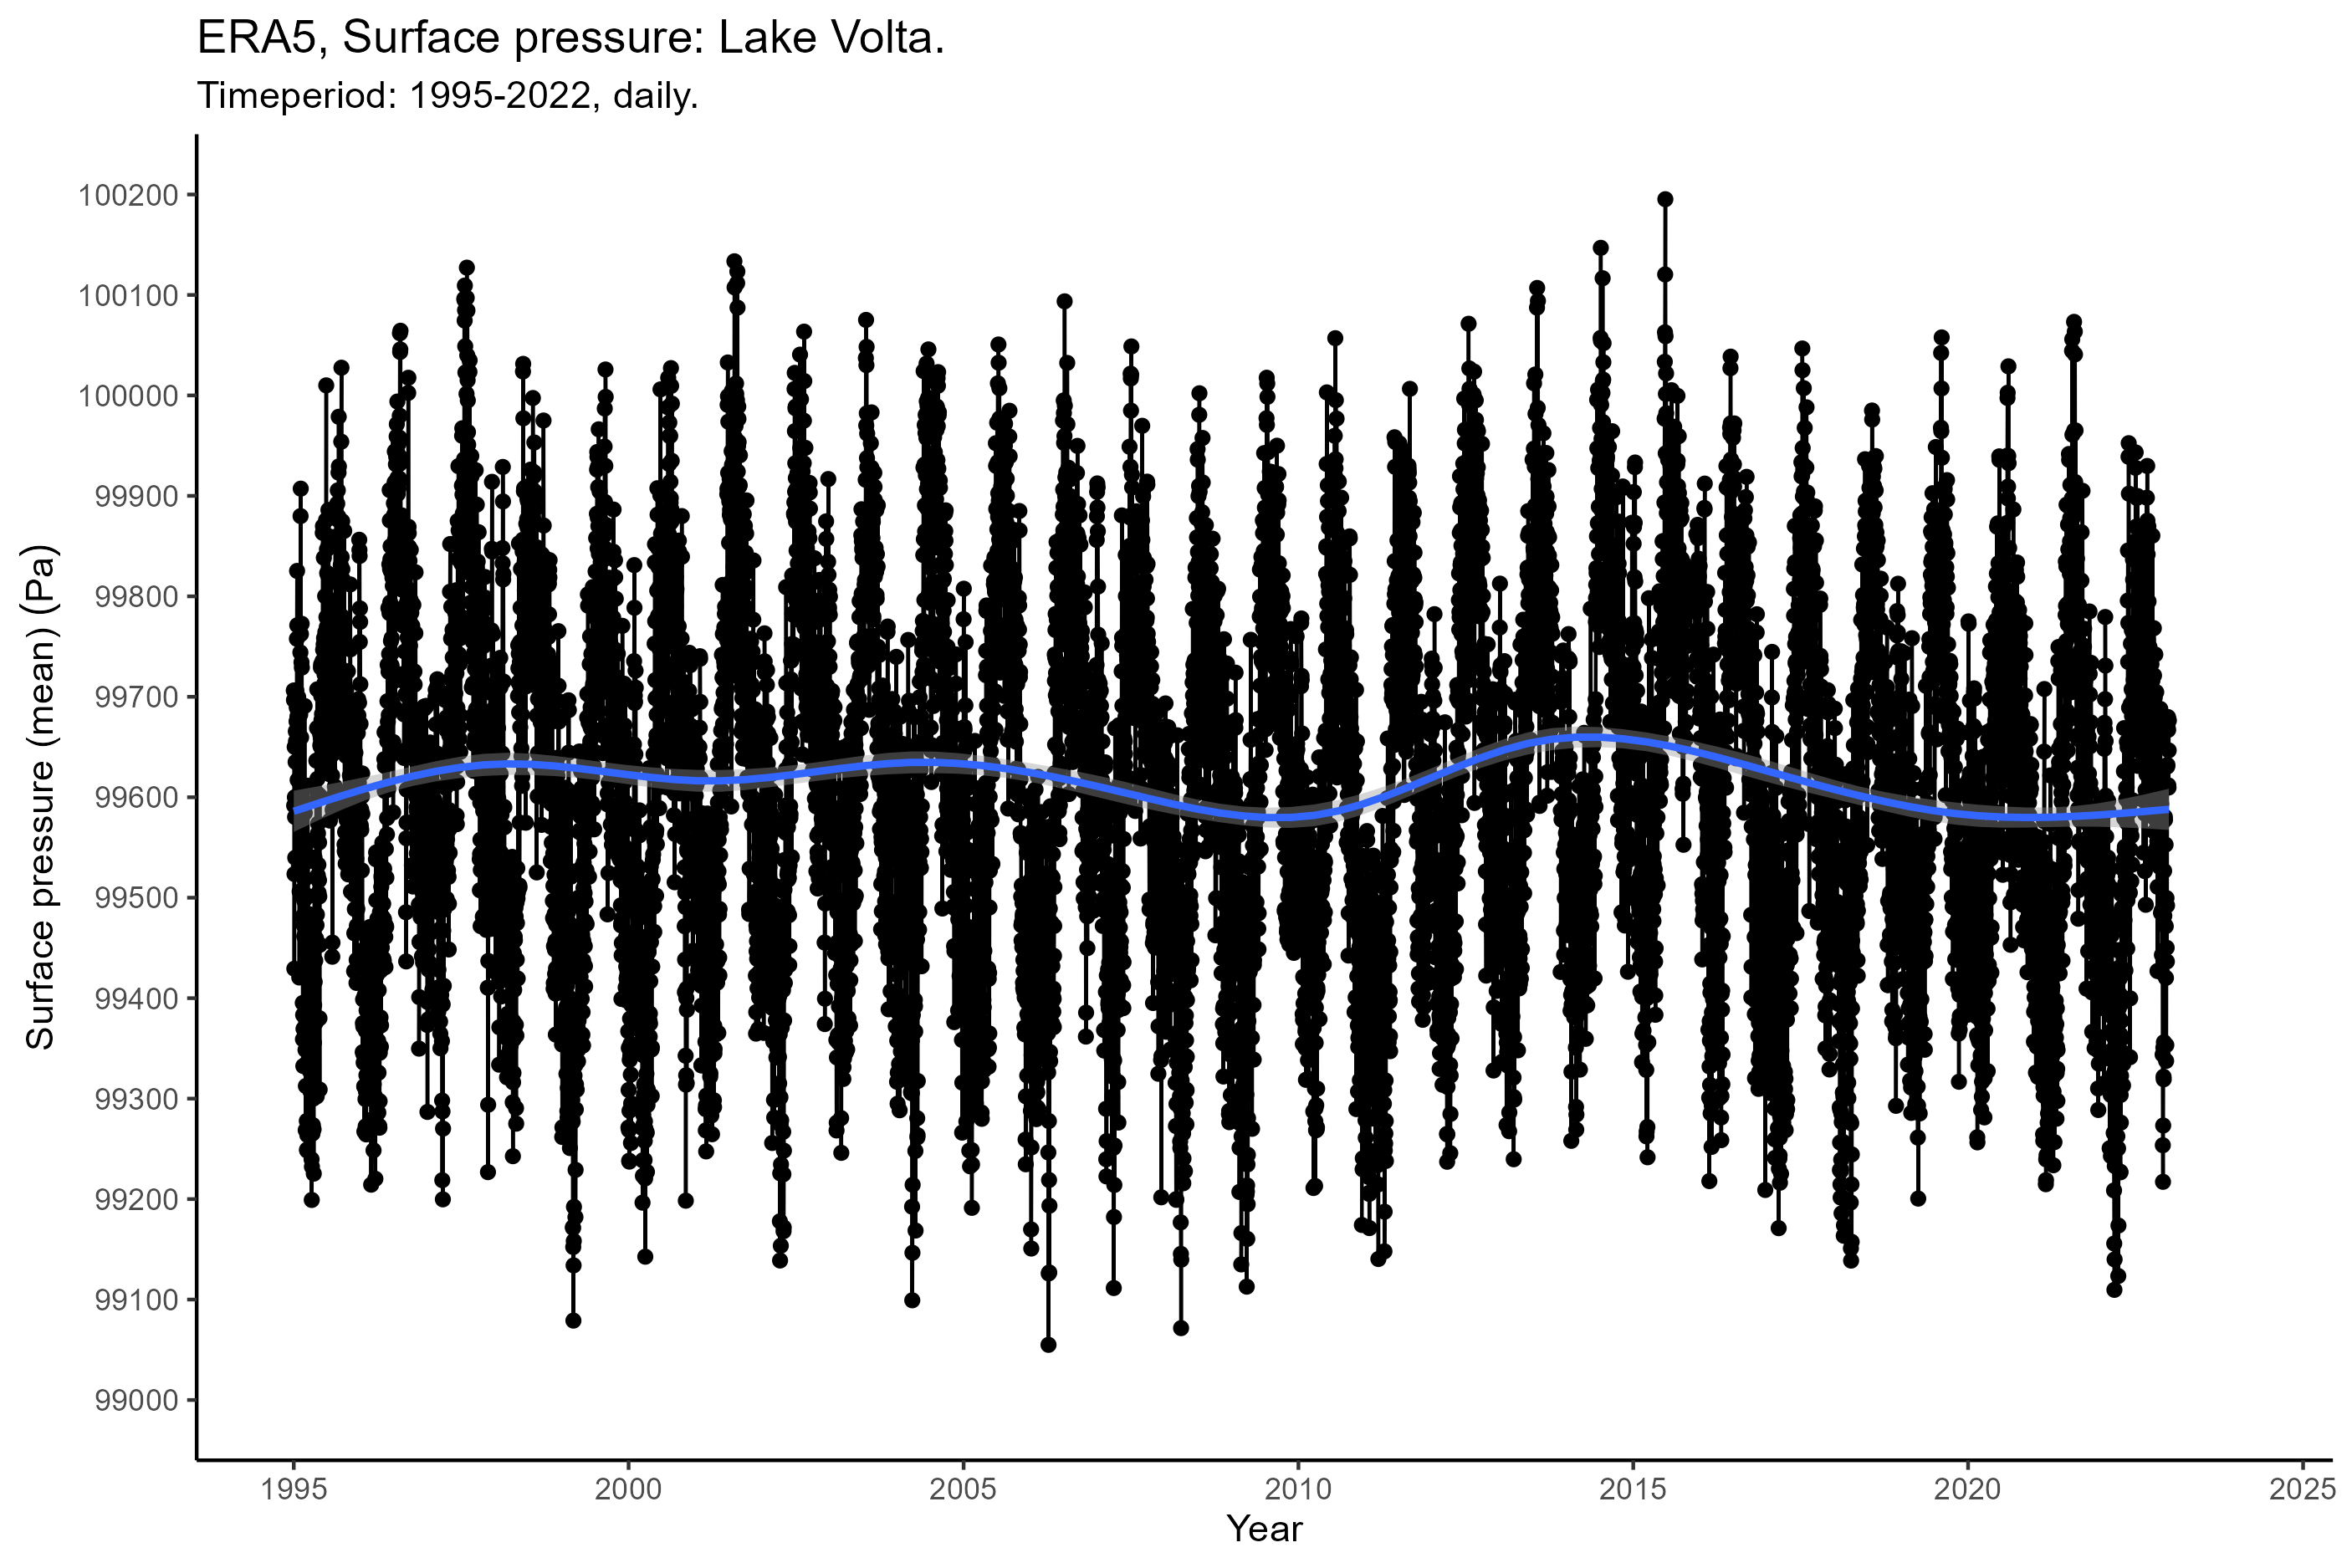 ERA5, Surface pressure: Lake Volta.
Timeperiod: 1995-2022, daily.
Surface pressure (mean) (Pa)
100200
100100
100000
99900
99800
99700
99600
99500
99400
99300
99200
99100
99000
1995 2000 2005 2010 2015 2020 2025
Year